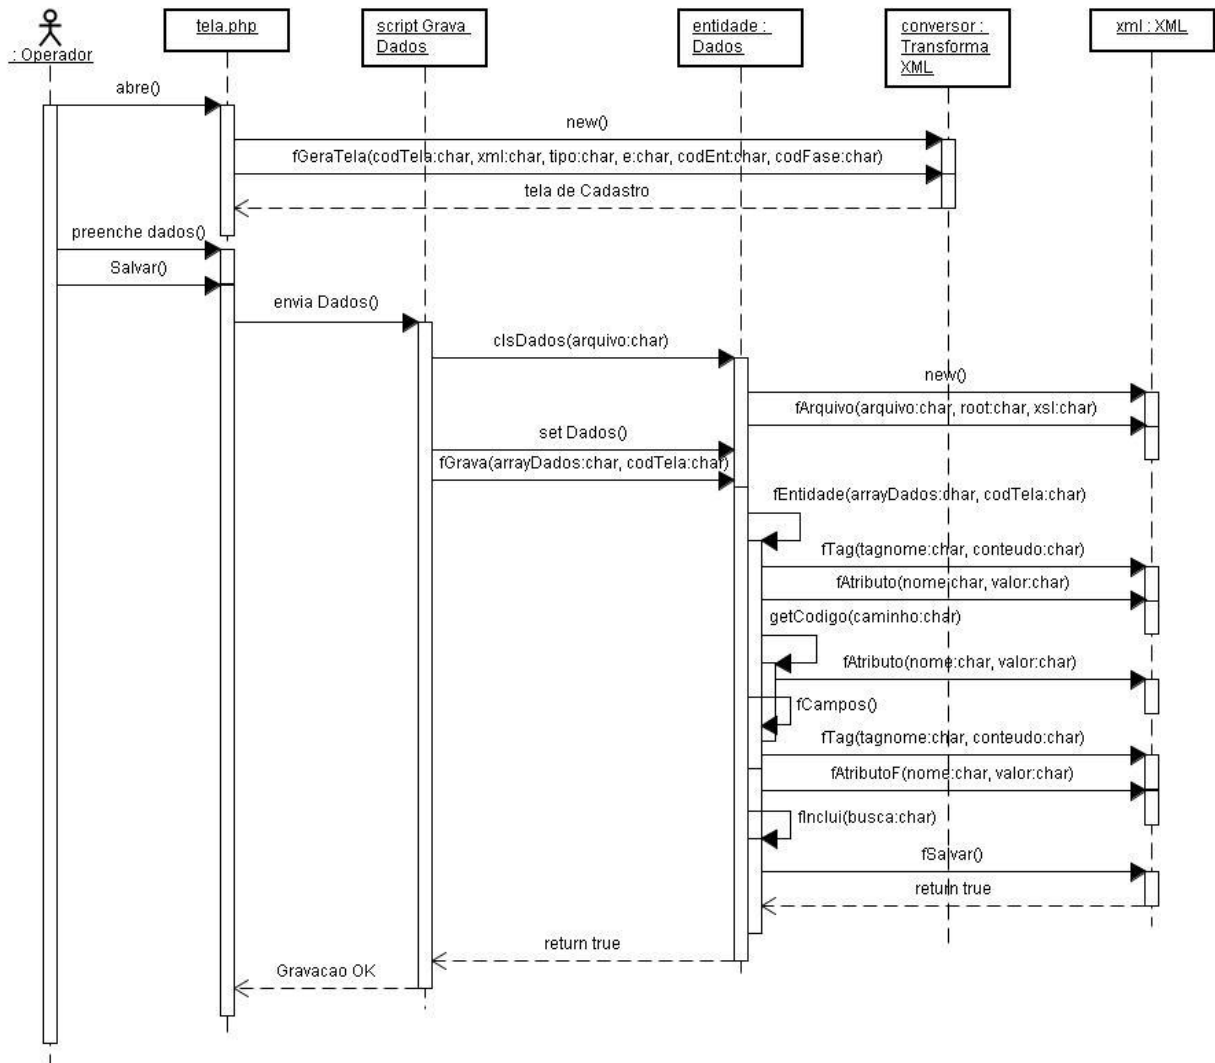 : Operador
tela.php
script Grava
Dados
entidade :
Dados
conversor :
Transforma
XML
xml : XML
abre()
new()
fGeraTela(codTela:char, xml:char, tipo:char, e:char, codEnt:char, codFase:char)
tela de Cadastro
preenche dados()
Salvar()
envia Dados()
clsDados(arquivo:char)
new()
fArquivo(arquivo:char, root:char, xsl:char)
set Dados()
fGrava(arrayDados:char, codTela:char)
fEntidade(arrayDados:char, codTela:char)
fTag(tagnome:char, conteudo:char)
fAtributo(nome:char, valor:char)
getCodigo(caminho:char)
fAtributo(nome:char, valor:char)
fCampos()
fTag(tagnome:char, conteudo:char)
fAtributoF(nome:char, valor:char)
fInclui(busca:char)
fSalvar()
return true
return true
Gravacao OK